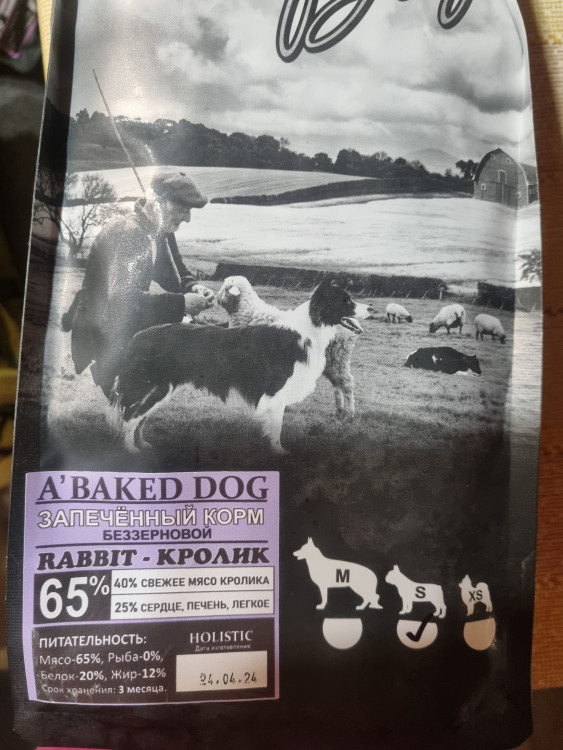 A'BAKED DOG
ЗАПЕЧЁННЫЙ КОРМ
БЕЗЗЕРНОВОЙ
RABBIT - КРОЛИК
65%
40% СВЕЖЕЕ МЯСО КРОЛИКА
25% СЕРДЦЕ, ПЕЧЕНЬ, ЛЕГКОЕ
ПИТАТЕЛЬНОСТЬ:
Мясо-65%, Рыба-0%,
Белок-20%, Жир-12%
Срок хранения: 3 месяца.
HOLISTIC
Дата изготовления
24.04.24
M
S
XS